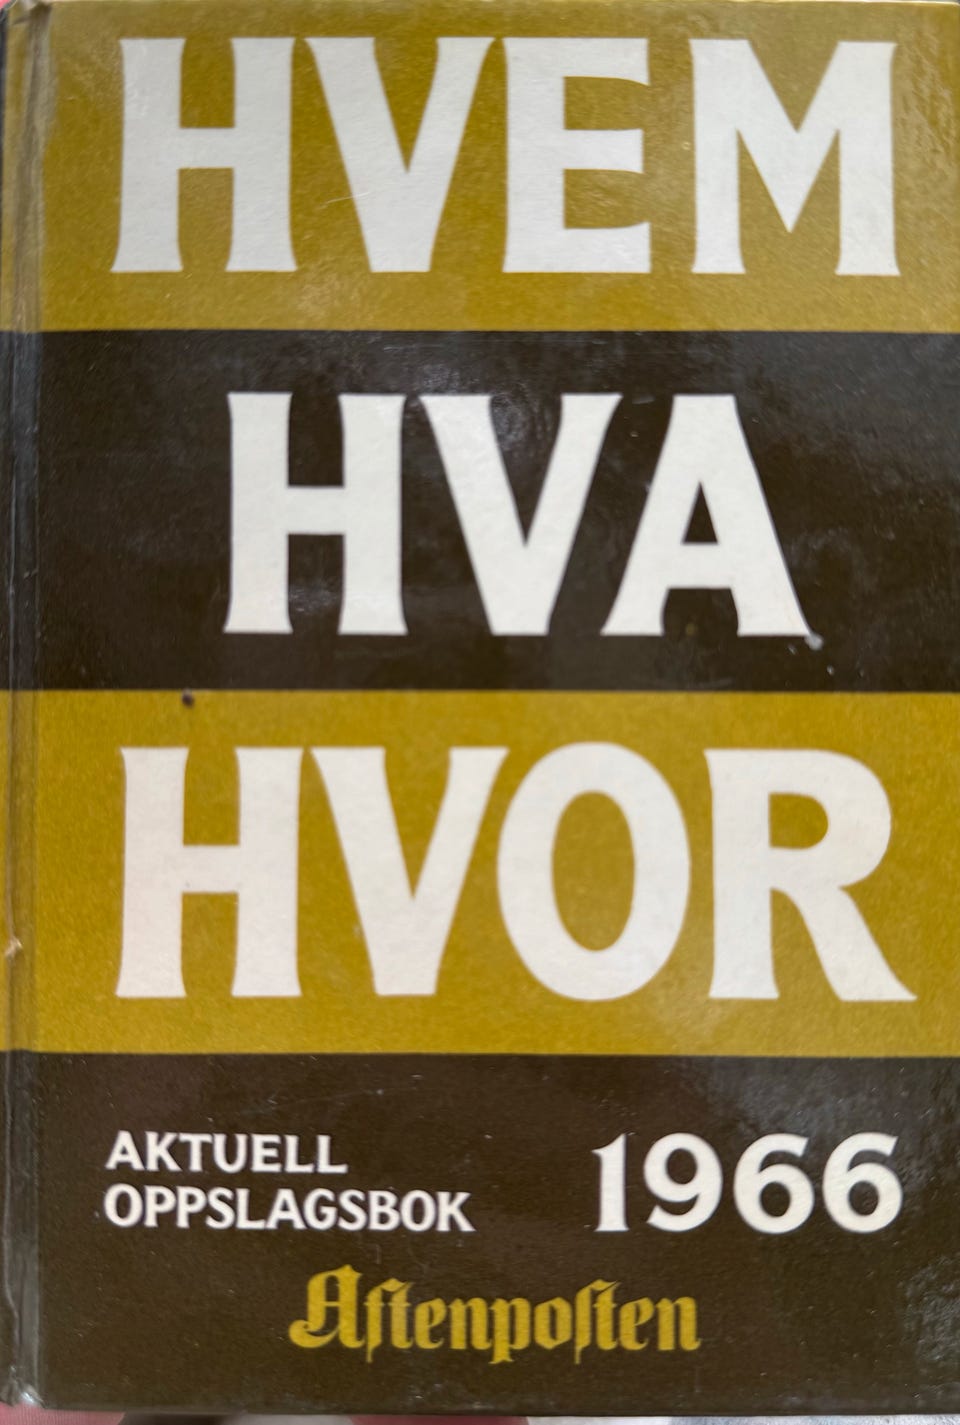 HVEM
HVA
HVOR
AKTUELL
OPPSLAGSBOK
1966
Aftenposten